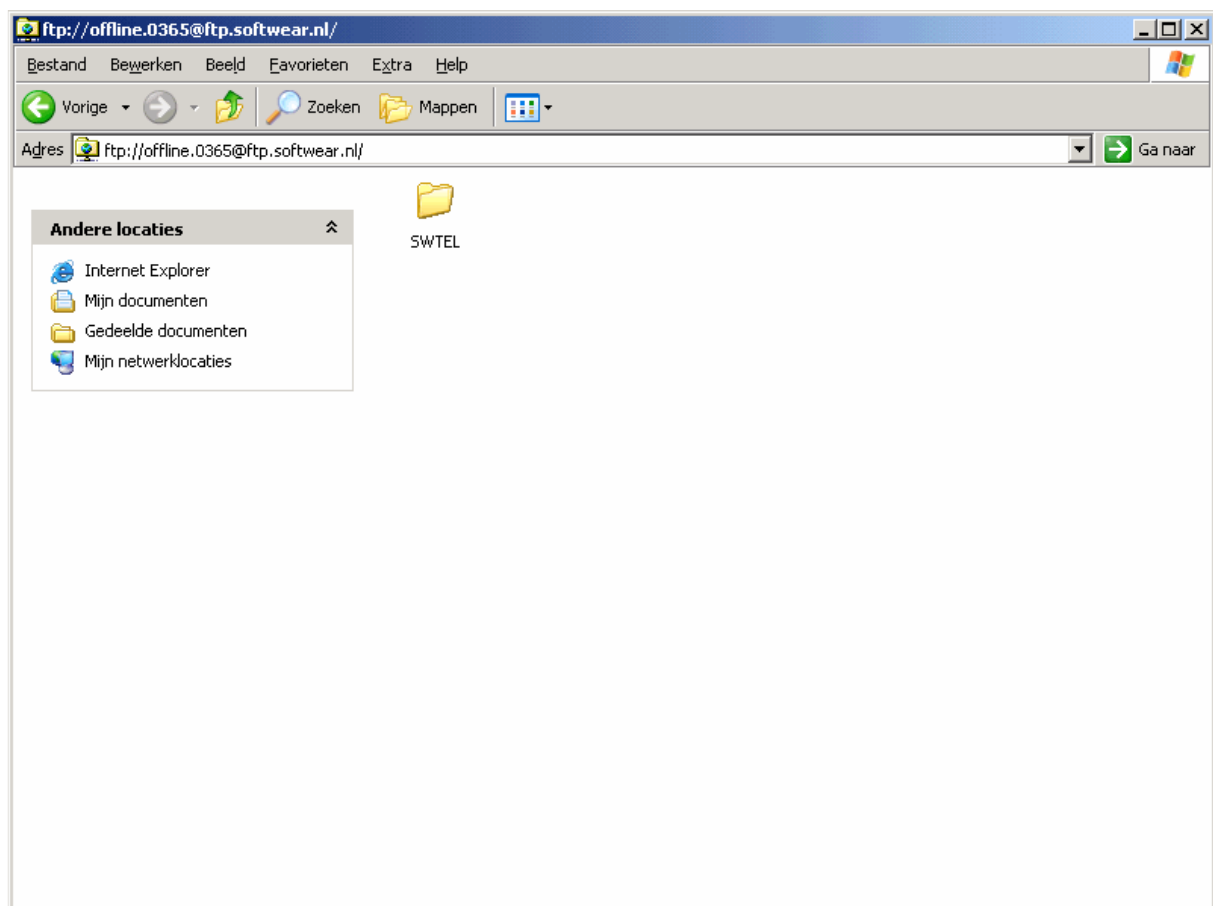 ftp://offline.0365@ftp.softwear.nl/
Bestand Bewerken Beeld Favorieten Extra Help
Vorige Zoeken Mappen
Adres ftp://offline.0365@ftp.softwear.nl/ Ga naar
SWTEL
Andere locaties
Internet Explorer
Mijn documenten
Gedeelde documenten
Mijn netwerklocaties